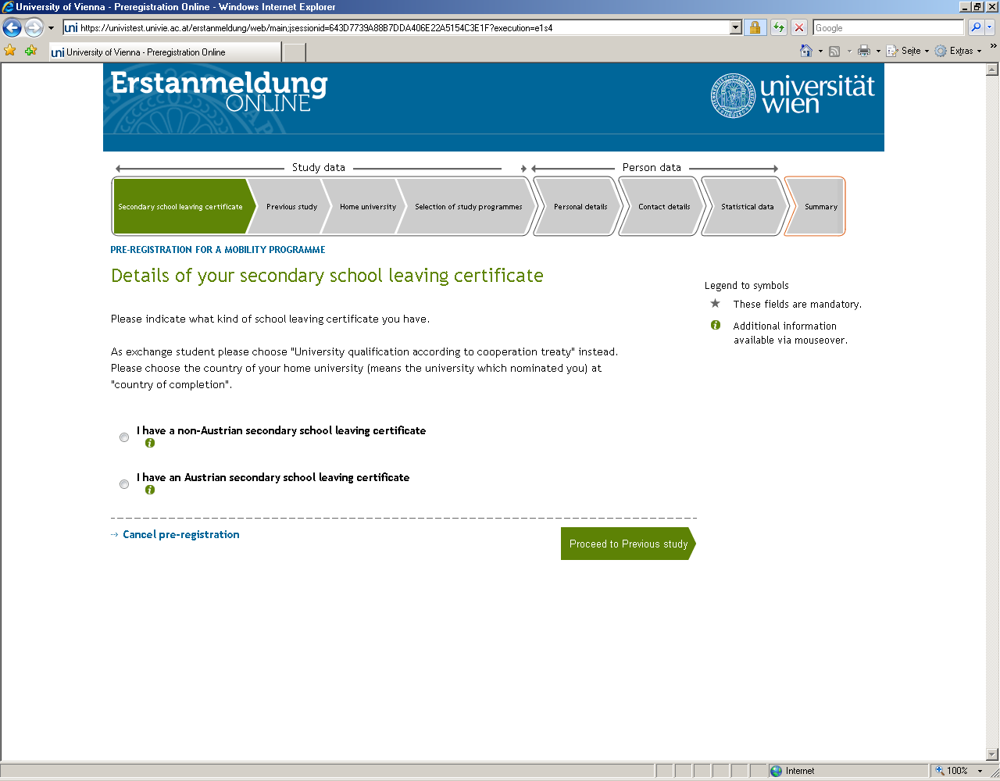 University of Vienna - Preregistration Online - Windows Internet Explorer
uni https://univistest.univie.ac.at/erstanmeldung/web/main;jsessionid=643D7739A88B7DDA406E22A5154C3E1F?execution=e1s4
Google
uni University of Vienna - Preregistration Online
Seite
Extras
Erstanmeldung
ONLINE
universität
wien
Study data
Person data
Secondary school leaving certificate
Previous study
Home university
Selection of study programmes
Personal details
Contact details
Statistical data
Summary
PRE-REGISTRATION FOR A MOBILITY PROGRAMME
Details of your secondary school leaving certificate
Legend to symbols
These fields are mandatory.
Additional information
available via mouseover.
Please indicate what kind of school leaving certificate you have.
As exchange student please choose "University qualification according to cooperation treaty" instead.
Please choose the country of your home university (means the university which nominated you) at
"country of completion".
I have a non-Austrian secondary school leaving certificate
I have an Austrian secondary school leaving certificate
Cancel pre-registration
Proceed to Previous study
Internet
100%